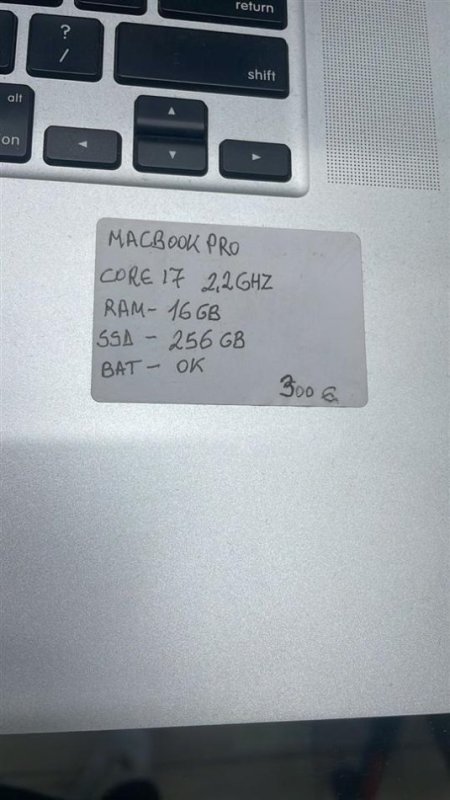 return
?
/
shift
alt
on
MACBOOK PRO
CORE I7 2,2GHZ
RAM- 16GB
SSD - 256 GB
BAT - OK
300 €